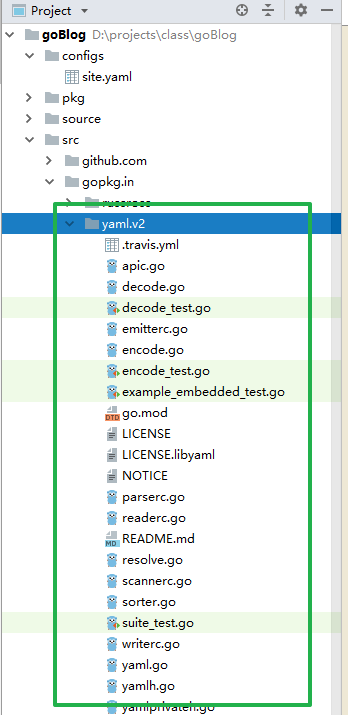 Project
goBlog D:\projects\class\goBlog
configs
site.yaml
pkg
source
src
github.com
gopkg.in
yaml.v2
.travis.yml
apic.go
decode.go
decode_test.go
emitterc.go
encode.go
encode_test.go
example_embedded_test.go
go.mod
LICENSE
LICENSE.libyaml
NOTICE
parserc.go
readerc.go
README.md
resolve.go
scannerc.go
sorter.go
suite_test.go
writerc.go
yaml.go
yamlh.go
yamlprivateh.go